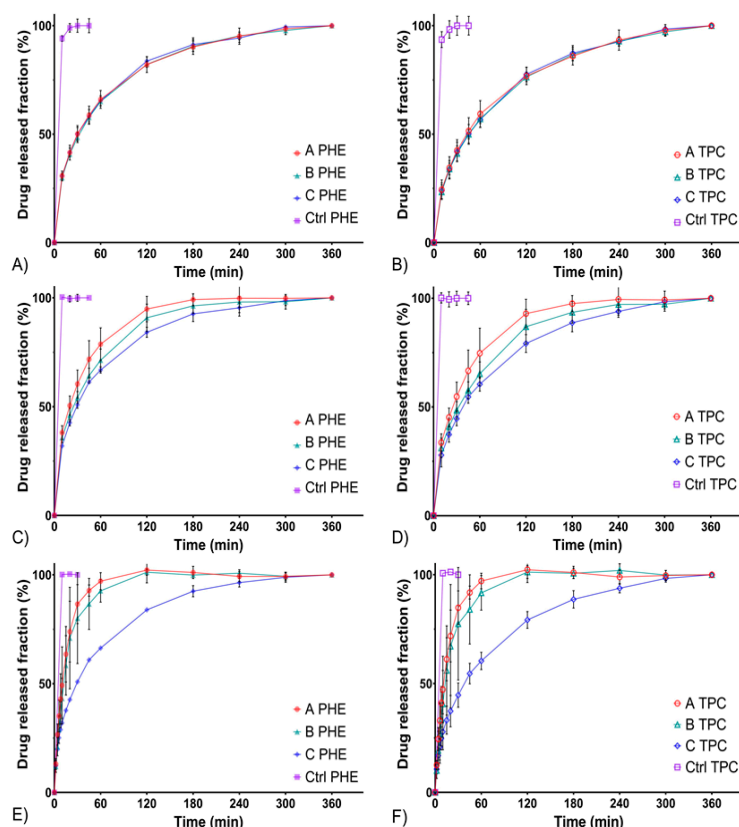 Drug released fraction (%)
100
50
0
0 60 120 180 240 300 360
Time (min)
A PHE
B PHE
C PHE
Ctrl PHE
A)
Drug released fraction (%)
100
50
0
0 60 120 180 240 300 360
Time (min)
A TPC
B TPC
C TPC
Ctrl TPC
B)
Drug released fraction (%)
100
50
0
0 60 120 180 240 300 360
Time (min)
A PHE
B PHE
C PHE
Ctrl PHE
C)
Drug released fraction (%)
100
50
0
0 60 120 180 240 300 360
Time (min)
A TPC
B TPC
C TPC
Ctrl TPC
D)
Drug released fraction (%)
100
50
0
0 60 120 180 240 300 360
Time (min)
A PHE
B PHE
C PHE
Ctrl PHE
E)
Drug released fraction (%)
100
50
0
0 60 120 180 240 300 360
Time (min)
A TPC
B TPC
C TPC
Ctrl TPC
F)